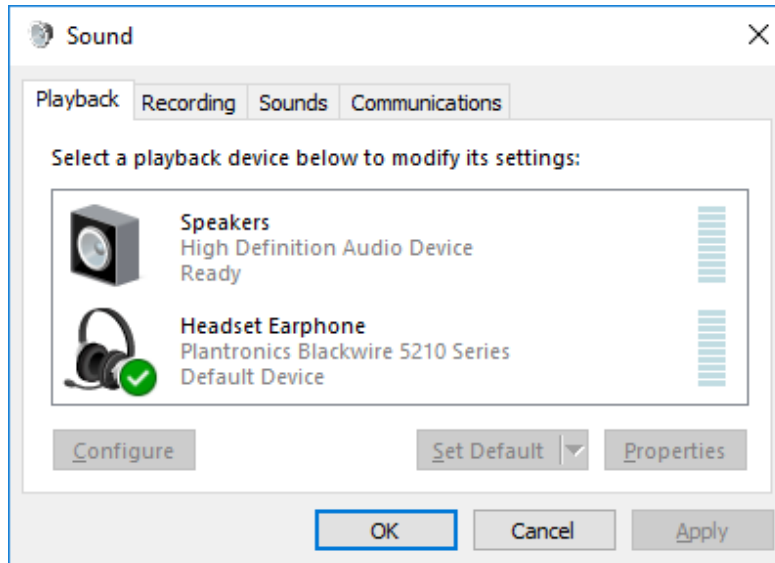 Sound
Playback Recording Sounds Communications
Select a playback device below to modify its settings:
Speakers
High Definition Audio Device
Ready
Headset Earphone
Plantronics Blackwire 5210 Series
Default Device
Configure Set Default Properties
OK Cancel Apply